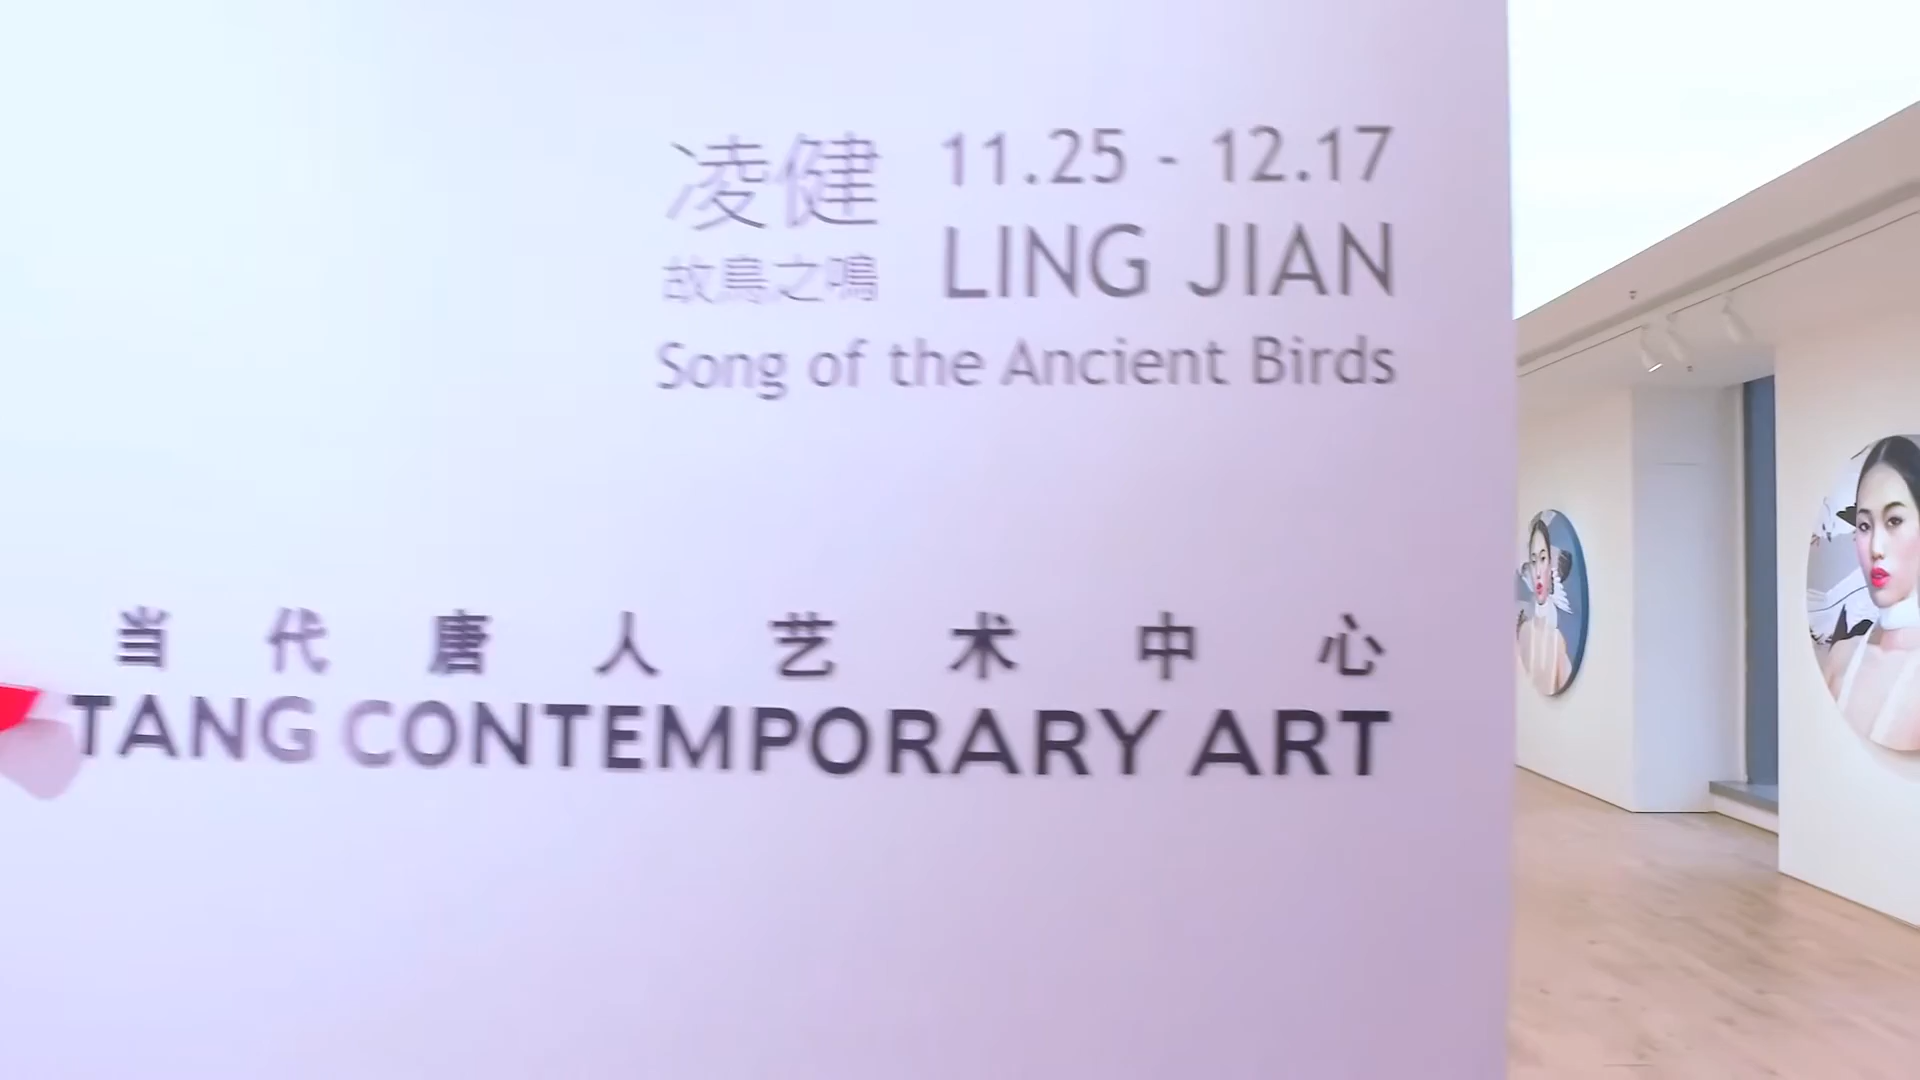 凌健
故鳥之鳴
11.25 - 12.17
LING JIAN
Song of the Ancient Birds
当代唐人艺术中心
TANG CONTEMPORARY ART